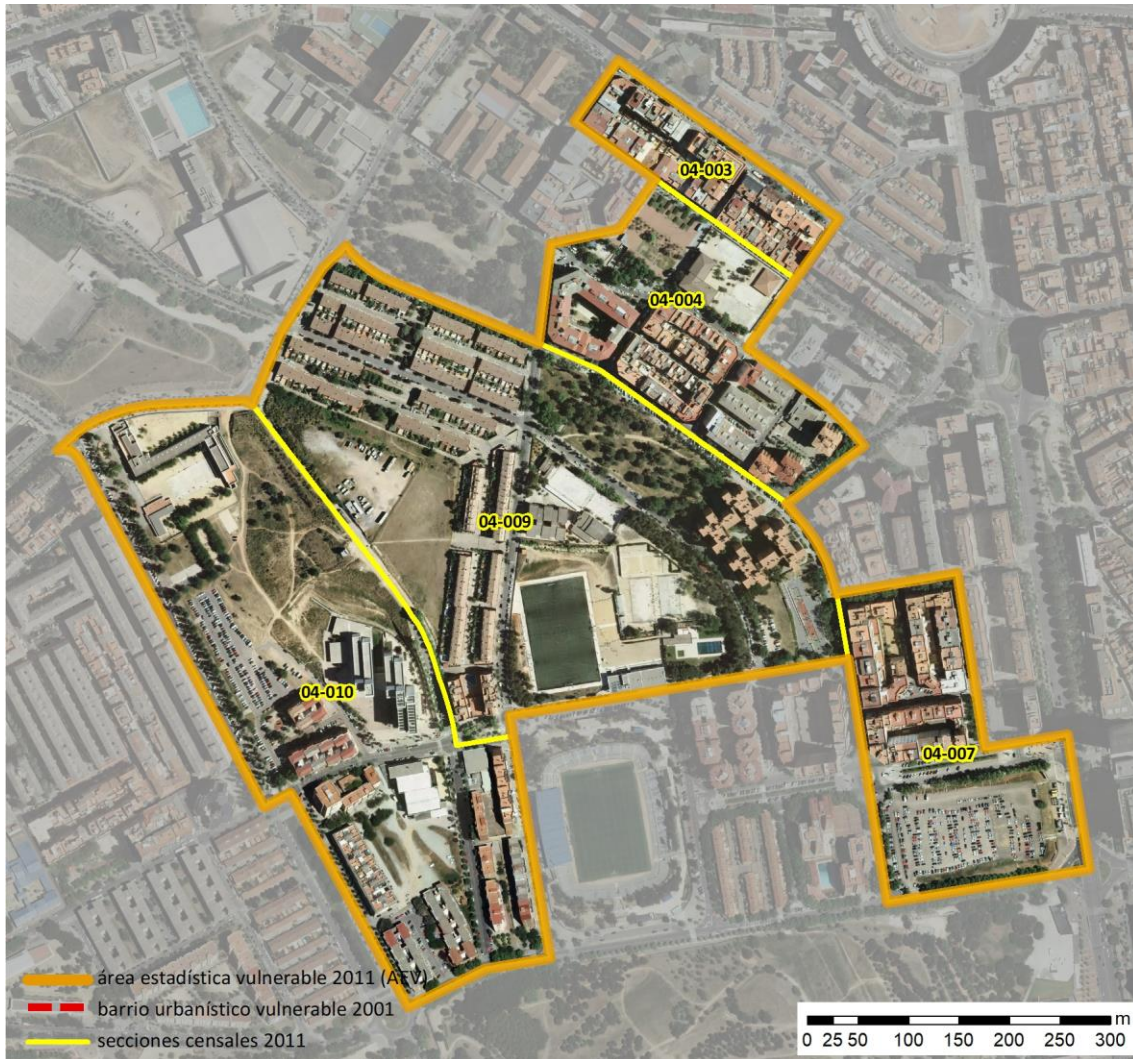 04-003
04-004
04-009
04-010
04-007
área estadística vulnerable 2011 (AEV)
barrio urbanístico vulnerable 2001
secciones censales 2011
m
0 25 50 100 150 200 250 300